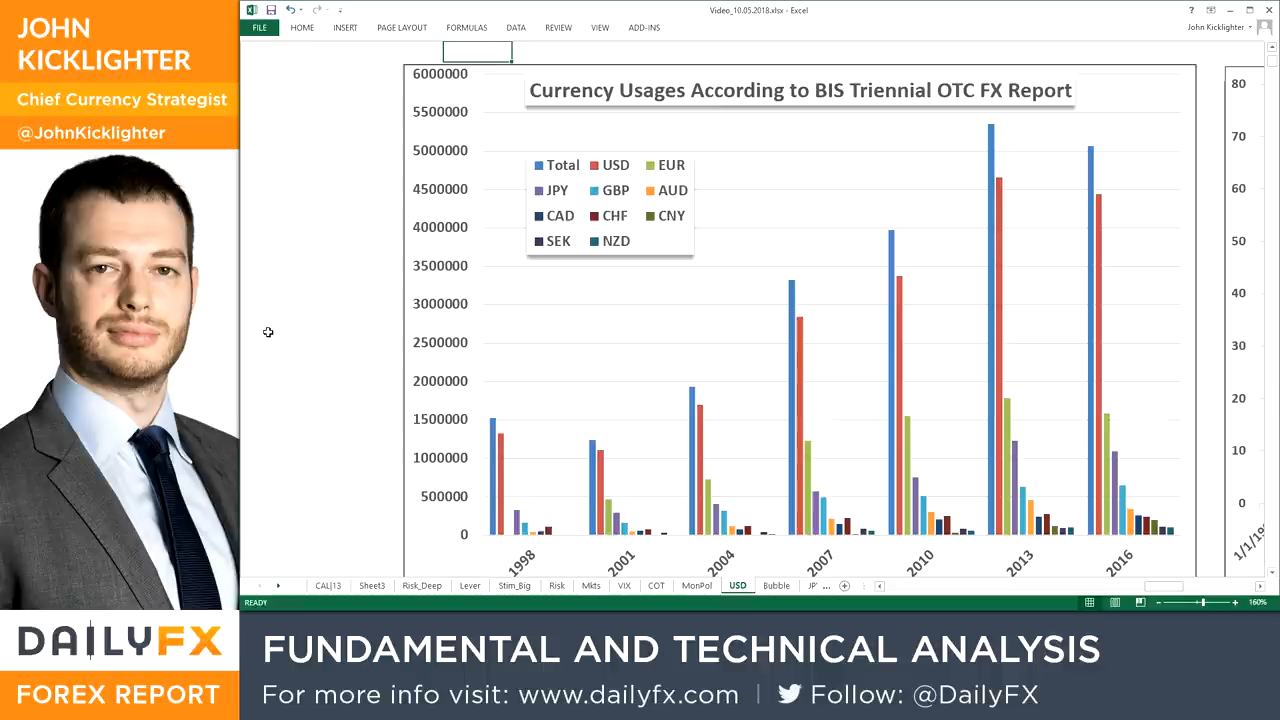 JOHN
KICKLIGHTER
Chief Currency Strategist
@JohnKicklighter
Video_10.05.2018.xlsx - Excel
FILE HOME INSERT PAGE LAYOUT FORMULAS DATA REVIEW VIEW ADD-INS
John Kicklighter
Currency Usages According to BIS Triennial OTC FX Report
6000000
5500000
5000000
4500000
4000000
3500000
3000000
2500000
2000000
1500000
1000000
500000
0
Total USD EUR
JPY GBP AUD
CAD CHF CNY
SEK NZD
1998 2001 2004 2007 2010 2013 2016
80
70
60
50
40
30
20
10
0
CAL|13 Sheet3 Risk_Deep Lever Stim_Big Risk Mkts VIX COT MonPol USD Bubble ...
READY
160%
DAILYFX
FOREX REPORT
FUNDAMENTAL AND TECHNICAL ANALYSIS
For more info visit: www.dailyfx.com | Follow: @DailyFX